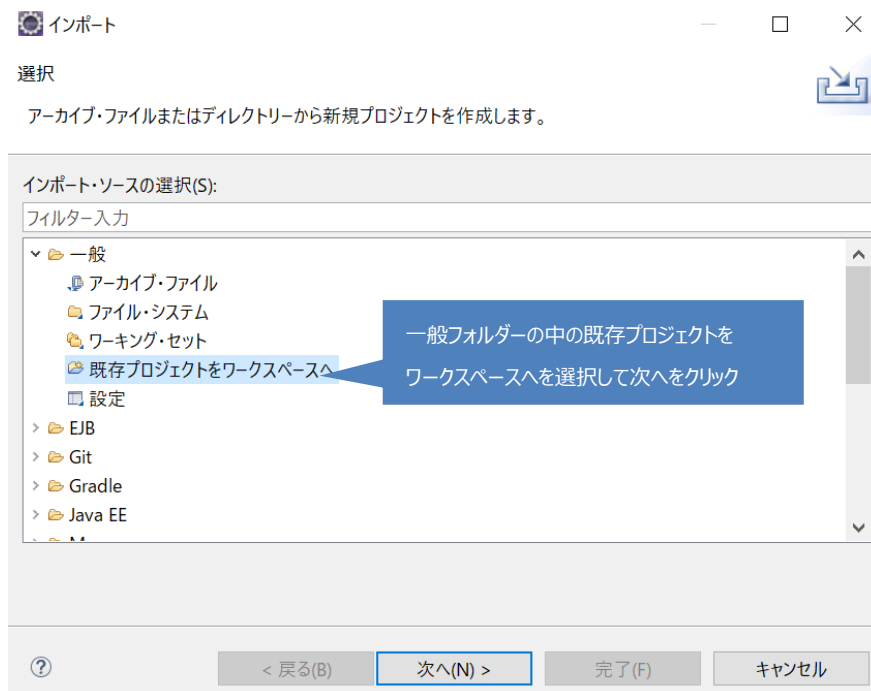 インポート
選択
アーカイブ・ファイルまたはディレクトリーから新規プロジェクトを作成します。
インポート・ソースの選択(S):
フィルター入力
一般
アーカイブ・ファイル
ファイル・システム
ワーキング・セット
既存プロジェクトをワークスペースへ
設定
EJB
Git
Gradle
Java EE
一般フォルダーの中の既存プロジェクトを
ワークスペースへを選択して次へをクリック
< 戻る(B)
次へ(N) >
完了(F)
キャンセル